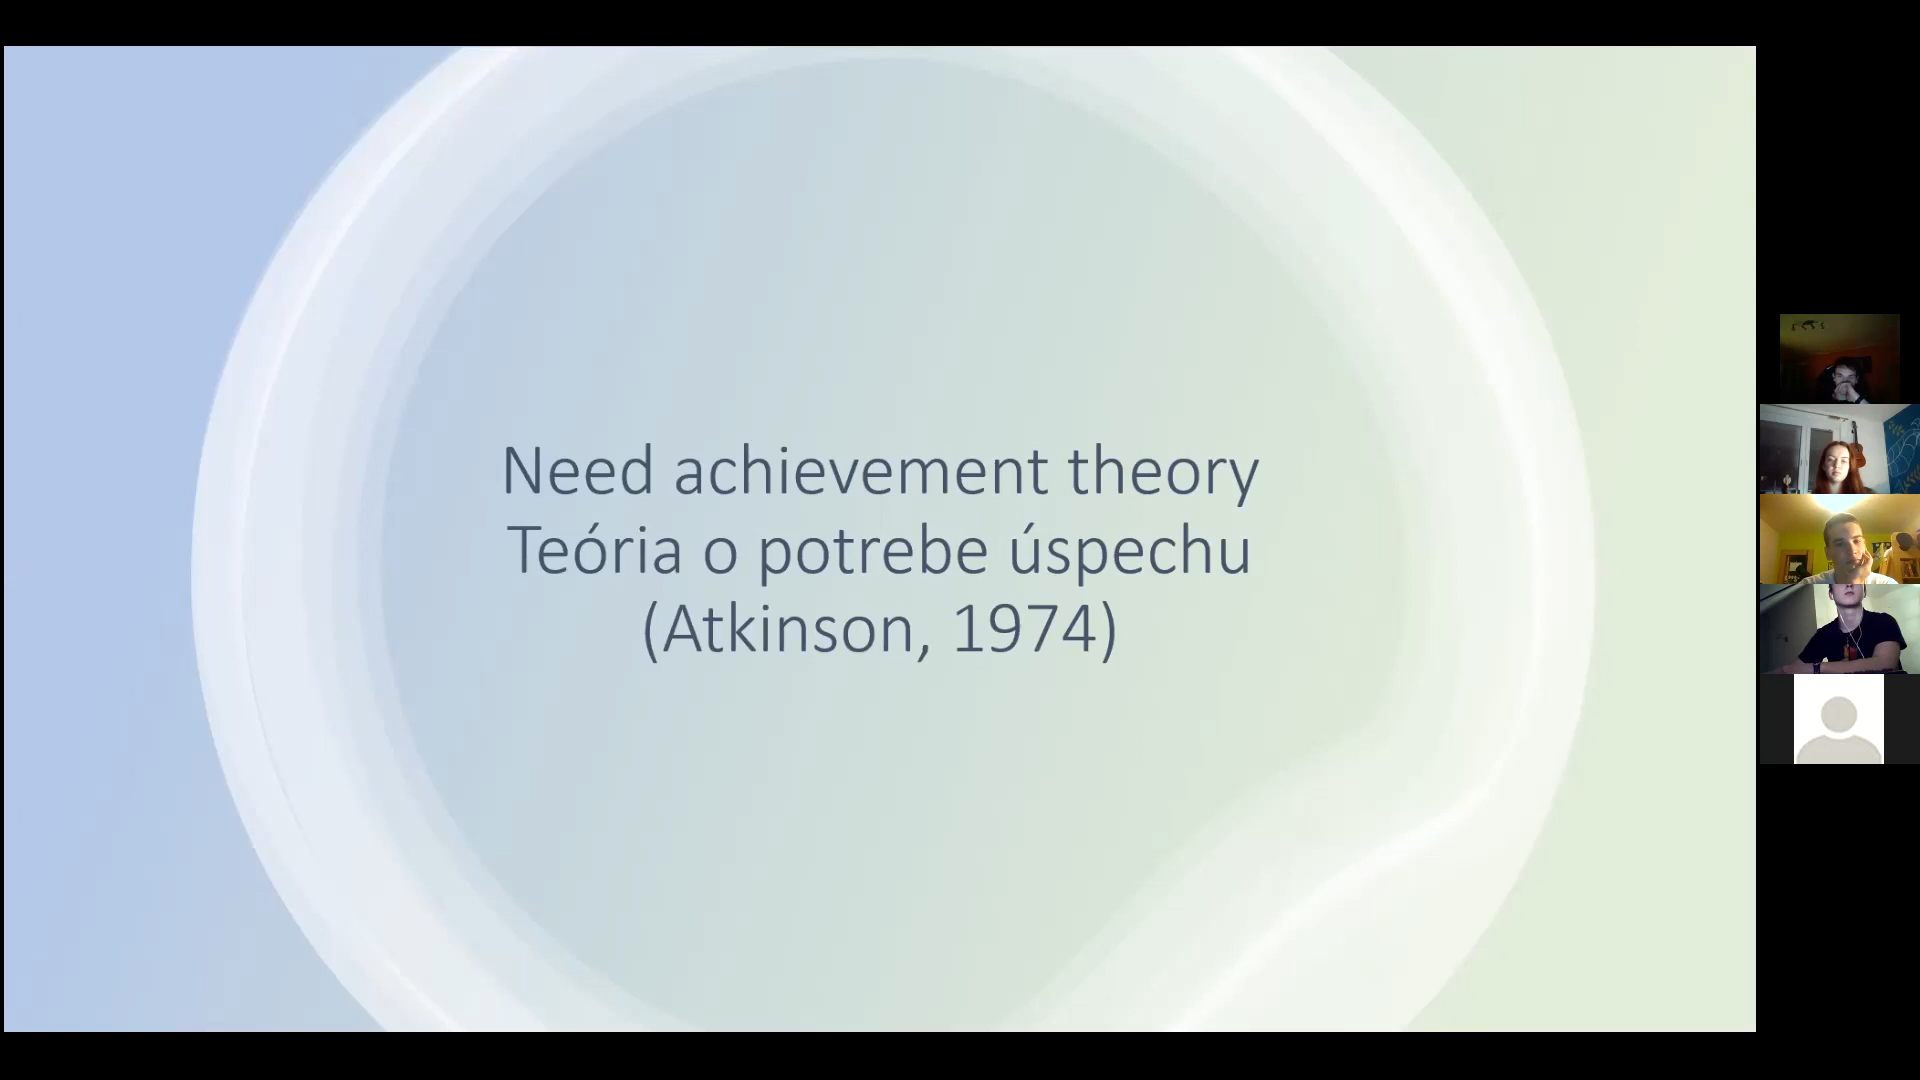 Need achievement theory
Teória o potrebe úspechu
(Atkinson, 1974)